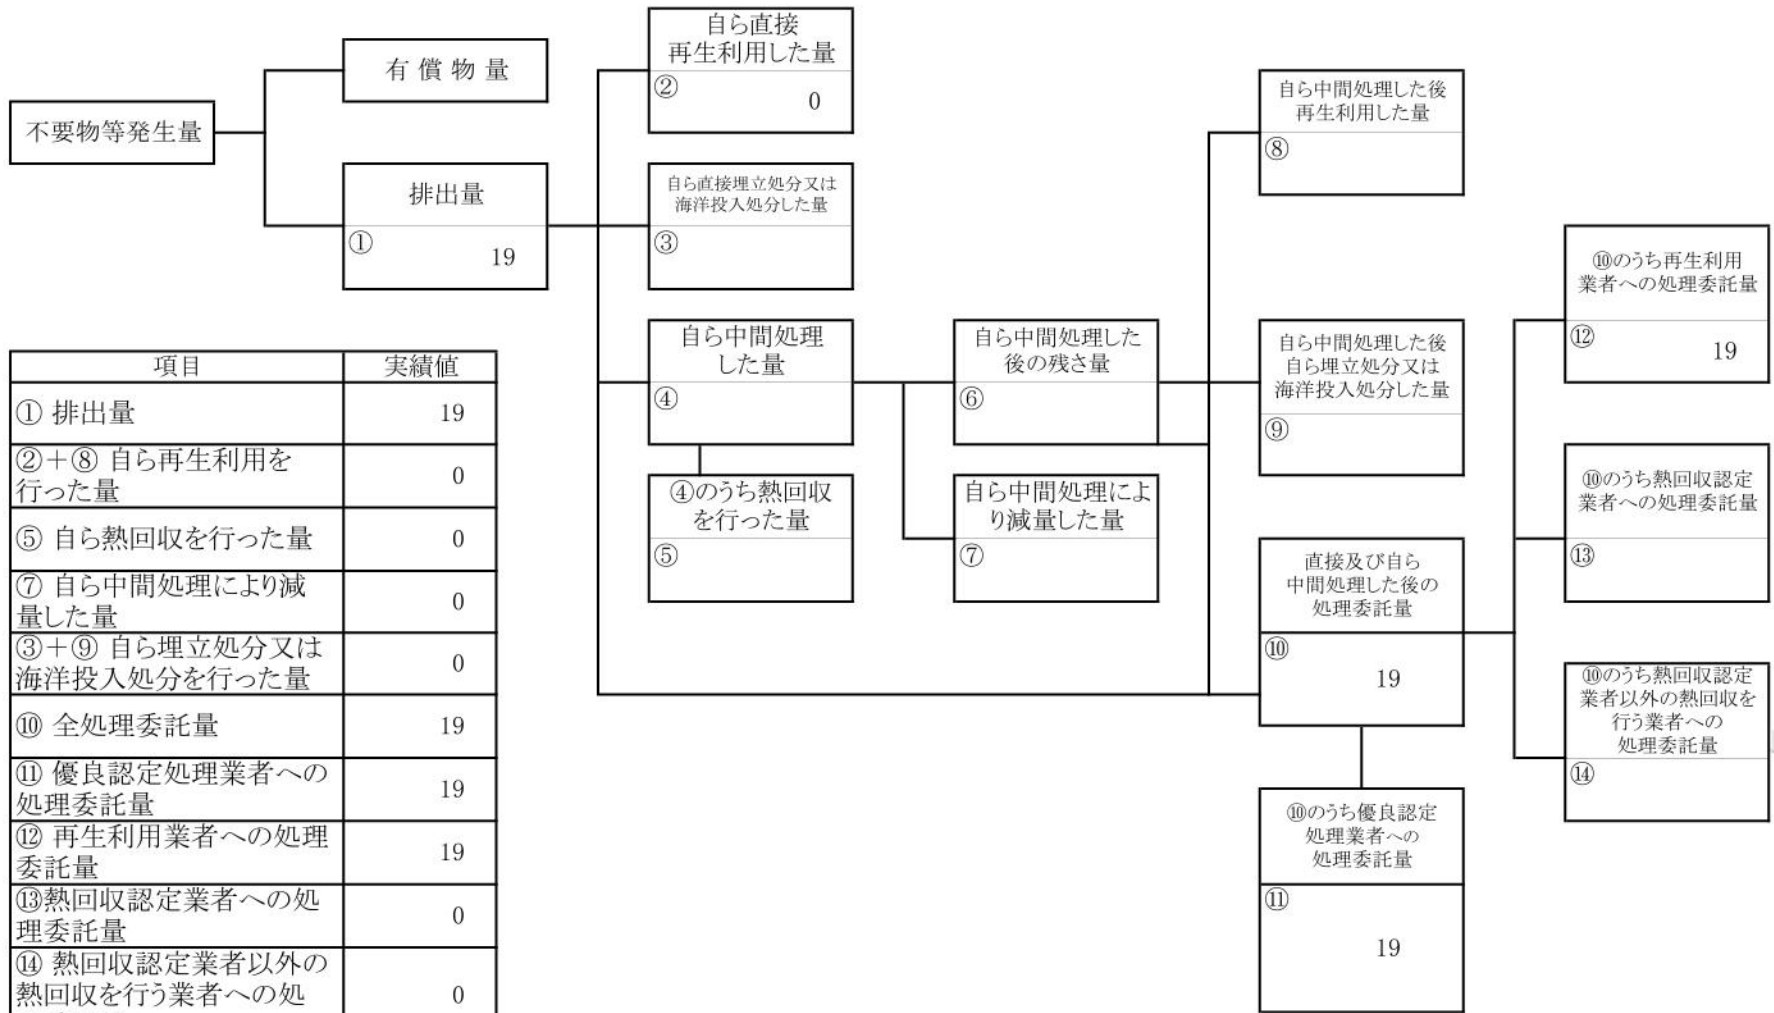 自ら直接
再生利用した量
②
0
有 償 物 量
不要物等発生量
排出量
①
19
自ら直接埋立処分又は
海洋投入処分した量
③
自ら中間処理した後
再生利用した量
⑧
自ら中間処理
した量
④
自ら中間処理した
後の残さ量
⑥
自ら中間処理した後
自ら埋立処分又は
海洋投入処分した量
⑨
④のうち熱回収
を行った量
⑤
自ら中間処理によ
り減量した量
⑦
直接及び自ら
中間処理した後の
処理委託量
⑩
19
⑩のうち再生利用
業者への処理委託量
⑫
19
⑩のうち熱回収認定
業者への処理委託量
⑬
⑩のうち熱回収認定
業者以外の熱回収を
行う業者への
処理委託量
⑭
⑩のうち優良認定
処理業者への
処理委託量
⑪
19
項目 実績値
① 排出量 19
②+⑧ 自ら再生利用を
行った量 0
⑤ 自ら熱回収を行った量 0
⑦ 自ら中間処理により減
量した量 0
③+⑨ 自ら埋立処分又は
海洋投入処分を行った量 0
⑩ 全処理委託量 19
⑪ 優良認定処理業者への
処理委託量 19
⑫ 再生利用業者への処理
委託量 19
⑬熱回収認定業者への処
理委託量 0
⑭ 熱回収認定業者以外の
熱回収を行う業者への処 0